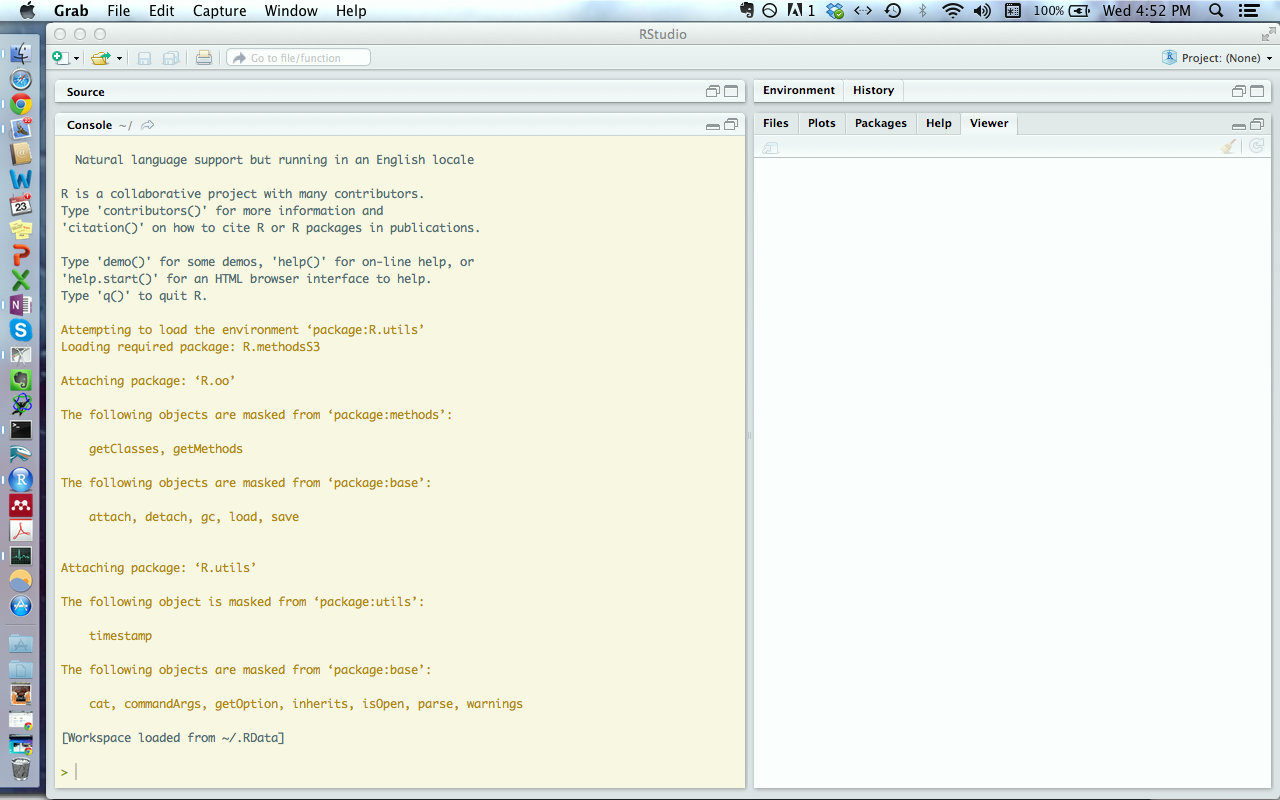 Grab File Edit Capture Window Help 1 100% Wed 4:52 PM
RStudio
Go to file/function Project: (None)
Source
Environment History
Console ~/
Files Plots Packages Help Viewer
Natural language support but running in an English locale
R is a collaborative project with many contributors.
Type 'contributors()' for more information and
'citation()' on how to cite R or R packages in publications.
Type 'demo()' for some demos, 'help()' for on-line help, or
'help.start()' for an HTML browser interface to help.
Type 'q()' to quit R.
Attempting to load the environment ‘package:R.utils’
Loading required package: R.methodsS3
Attaching package: ‘R.oo’
The following objects are masked from ‘package:methods’:
getClasses, getMethods
The following objects are masked from ‘package:base’:
attach, detach, gc, load, save
Attaching package: ‘R.utils’
The following object is masked from ‘package:utils’:
timestamp
The following objects are masked from ‘package:base’:
cat, commandArgs, getOption, inherits, isOpen, parse, warnings
[Workspace loaded from ~/.RData]
>
W
23
P
X
N
S
R